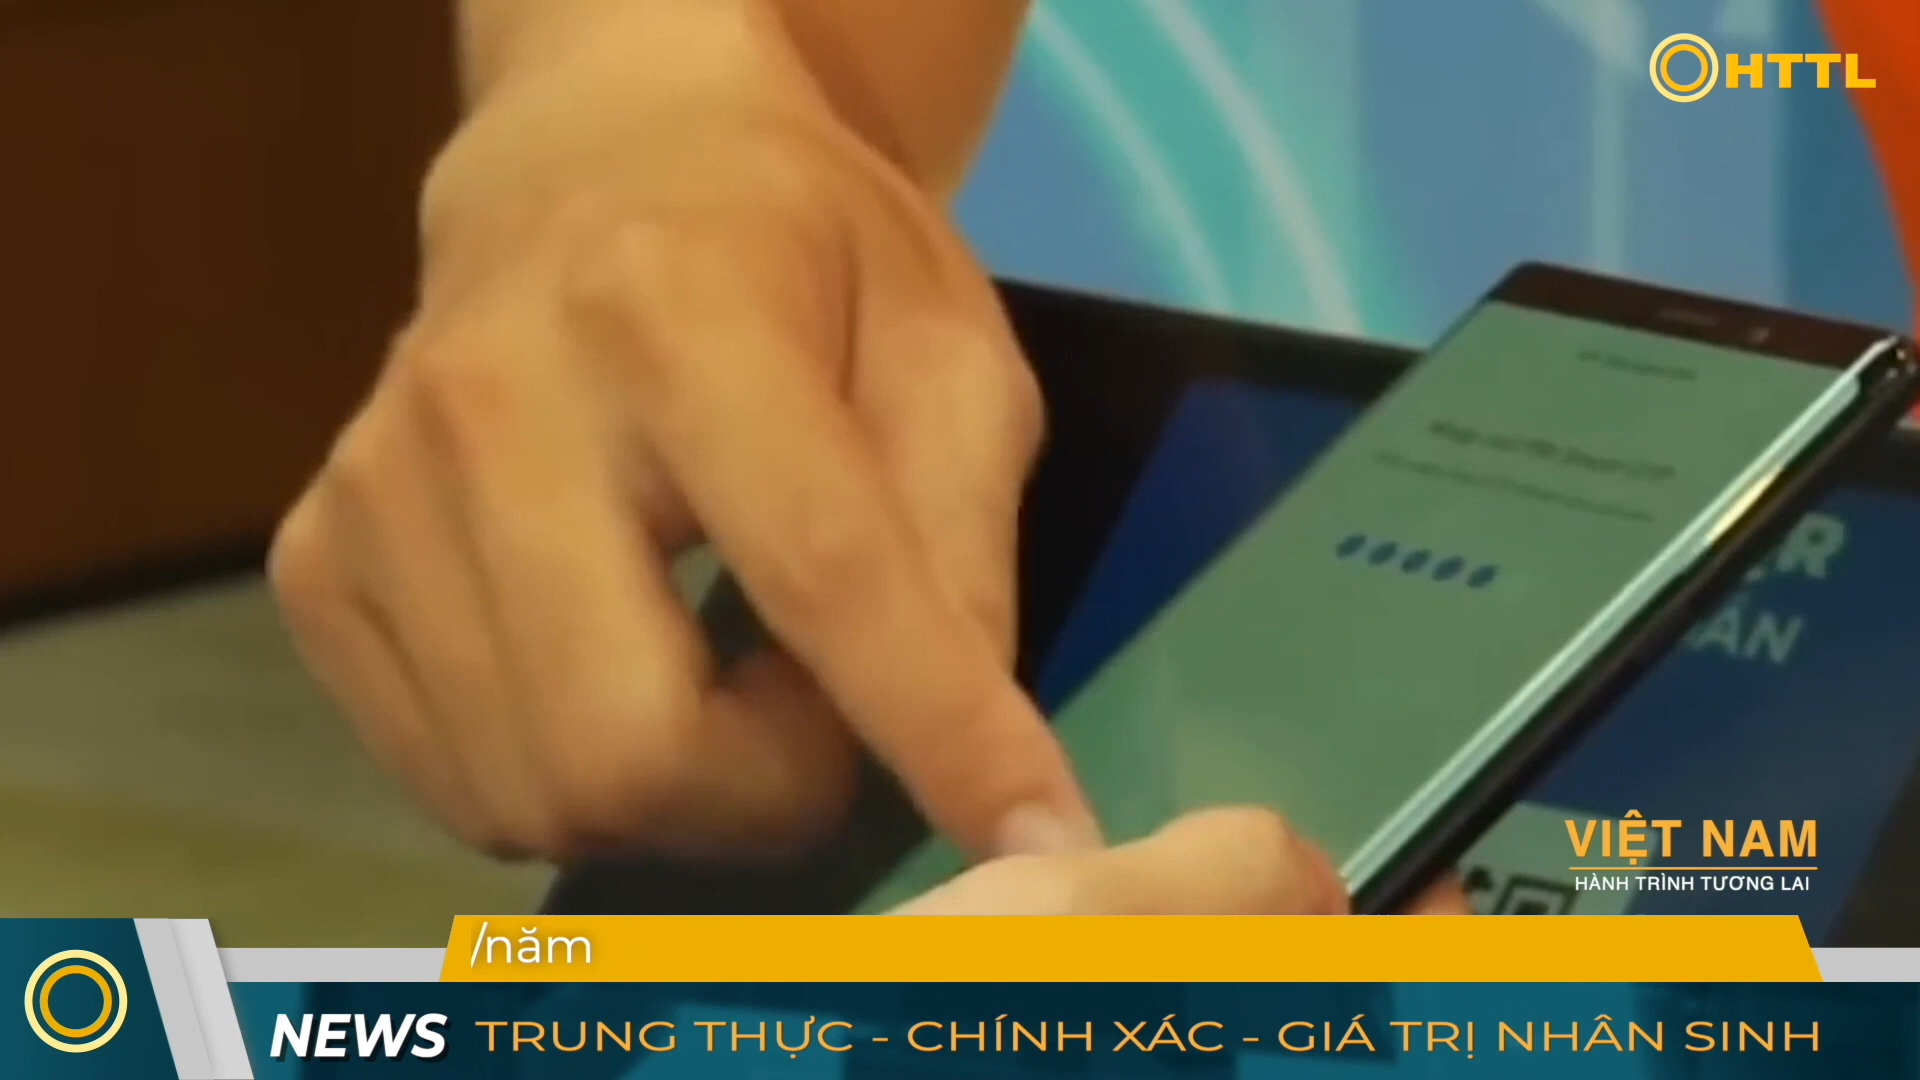 HTTL
VIỆT NAM
HÀNH TRÌNH TƯƠNG LAI
/năm
NEWS
TRUNG THỰC - CHÍNH XÁC - GIÁ TRỊ NHÂN SINH